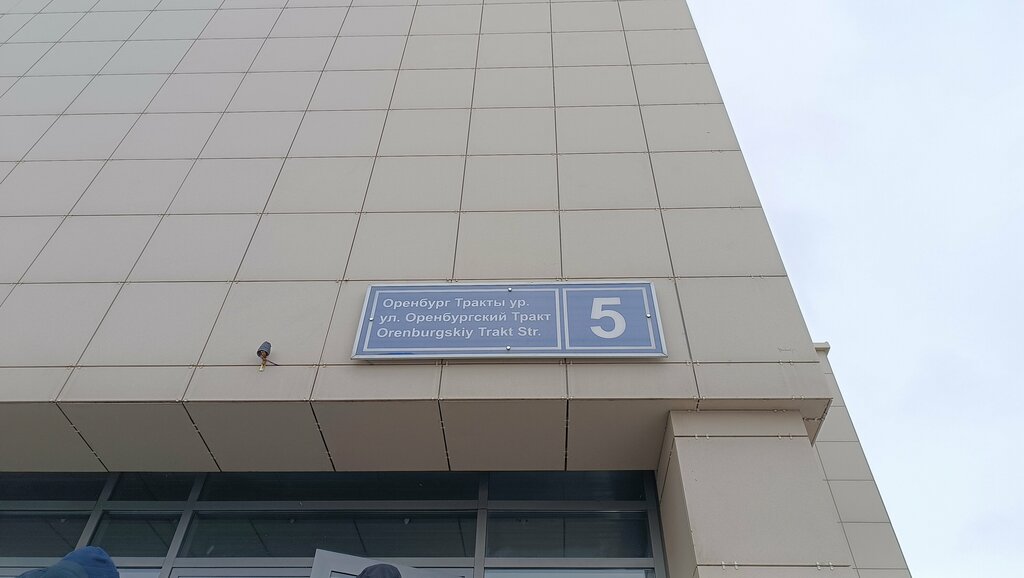 Оренбург Тракты ур.
ул. Оренбургский Тракт
Orenburgskiy Trakt Str.
5